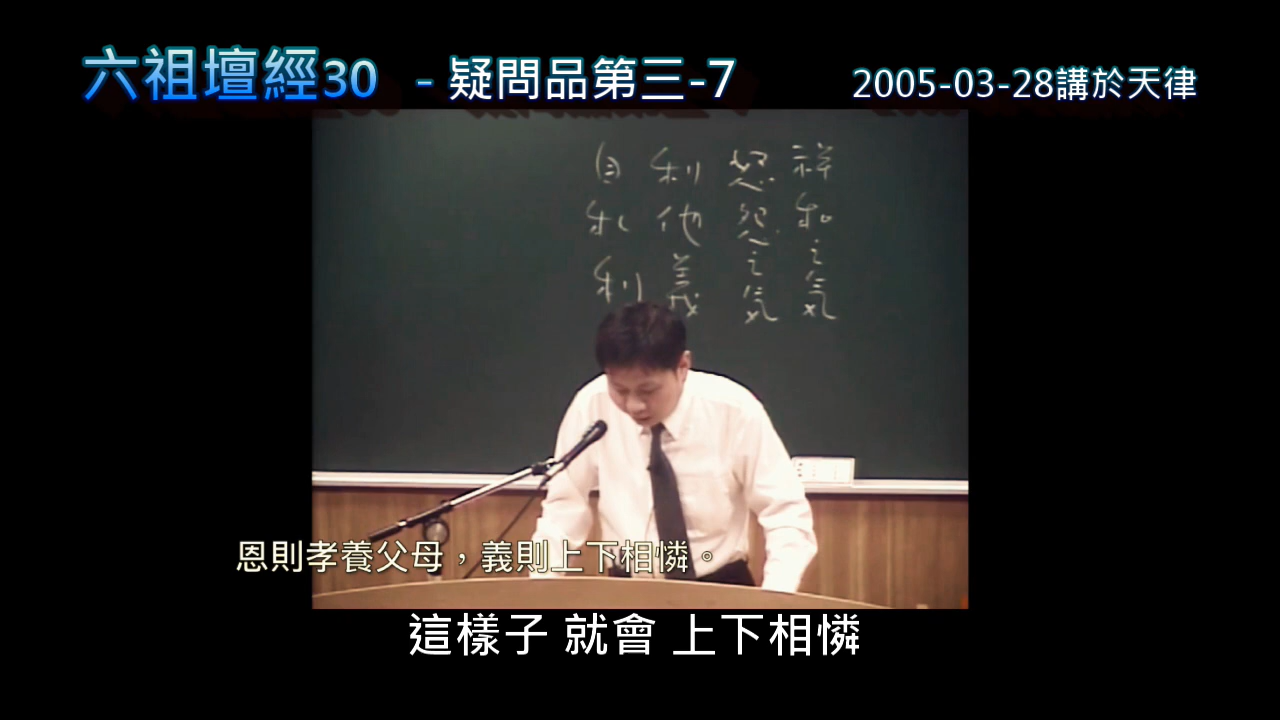 六祖壇經30 - 疑問品第三-7
2005-03-28講於天律
祥和之氣
怒怨之氣
利他義
自私利
恩則孝養父母，義則上下相憐。
這樣子 就會 上下相憐